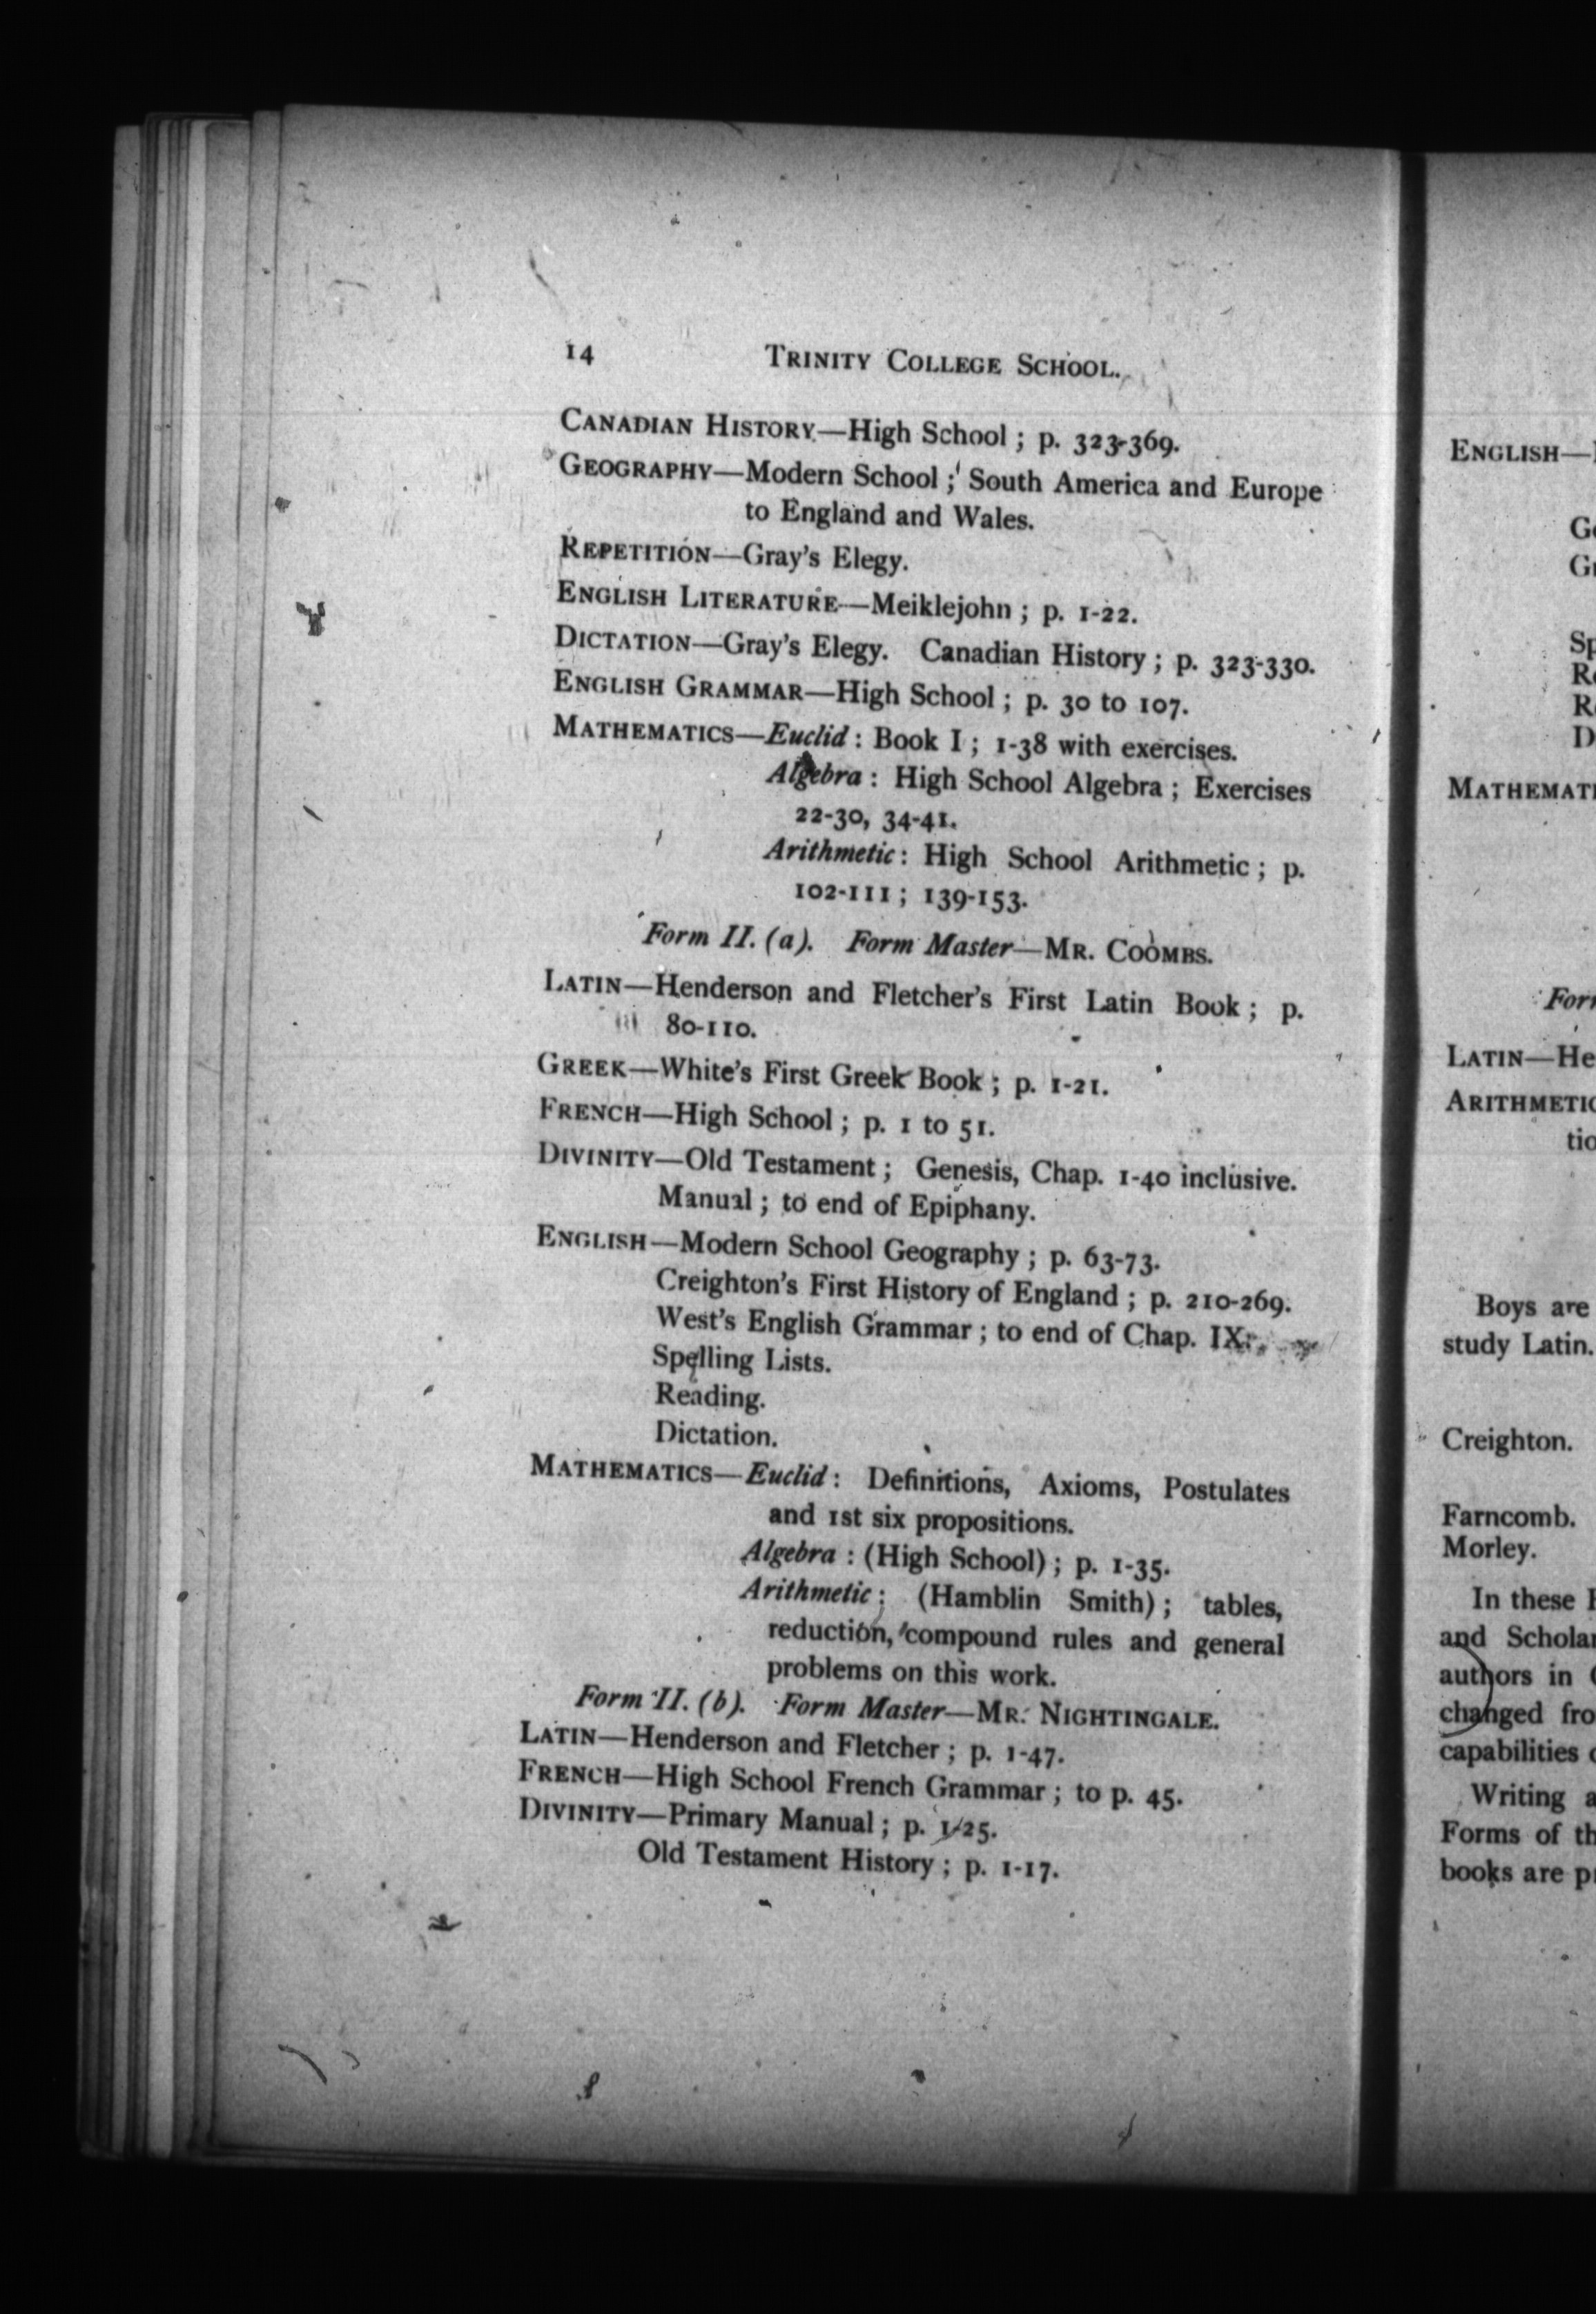 14 TRINITY COLLEGE SCHOOL.
CANADIAN HISTORY—High School ; p. 323-369.
GEOGRAPHY—Modern School ; South America and Europe
to England and Wales.
REPETITION—Gray's Elegy.
ENGLISH LITERATURE—Meiklejohn ; p. 1-22.
DICTATION—Gray's Elegy. Canadian History ; p. 323-330.
ENGLISH GRAMMAR—High School ; p. 30 to 107.
MATHEMATICS—Euclid : Book I ; 1-38 with exercises.
Algebra : High School Algebra ; Exercises
22-30, 34-41.
Arithmetic : High School Arithmetic ; p.
102-111 ; 139-153.
Form II. (a). Form Master—MR. COOMBS.
LATIN—Henderson and Fletcher's First Latin Book ; p.
80-110.
GREEK—White's First Greek Book ; p. 1-21.
FRENCH—High School ; p. 1 to 51.
DIVINITY—Old Testament ; Genesis, Chap. 1-40 inclusive.
Manual ; to end of Epiphany.
ENGLISH—Modern School Geography ; p. 63-73.
Creighton's First History of England ; p. 210-269.
West's English Grammar ; to end of Chap. IX.
Spelling Lists.
Reading.
Dictation.
MATHEMATICS—Euclid : Definitions, Axioms, Postulates
and 1st six propositions.
Algebra : (High School) ; p. 1-35.
Arithmetic : (Hamblin Smith) ; tables,
reduction, compound rules and general
problems on this work.
Form II. (b). Form Master—MR. NIGHTINGALE.
LATIN—Henderson and Fletcher ; p. 1-47.
FRENCH—High School French Grammar ; to p. 45.
DIVINITY—Primary Manual ; p. 1-25.
Old Testament History ; p. 1-17.
ENGLISH—
MATHEMATI
LATIN—He
ARITHMETIC
tio
Boys are
study Latin.
Creighton.
Farncomb.
Morley.
In these
and Scholar
authors in
changed fro
capabilities
Writing a
Forms of th
books are p